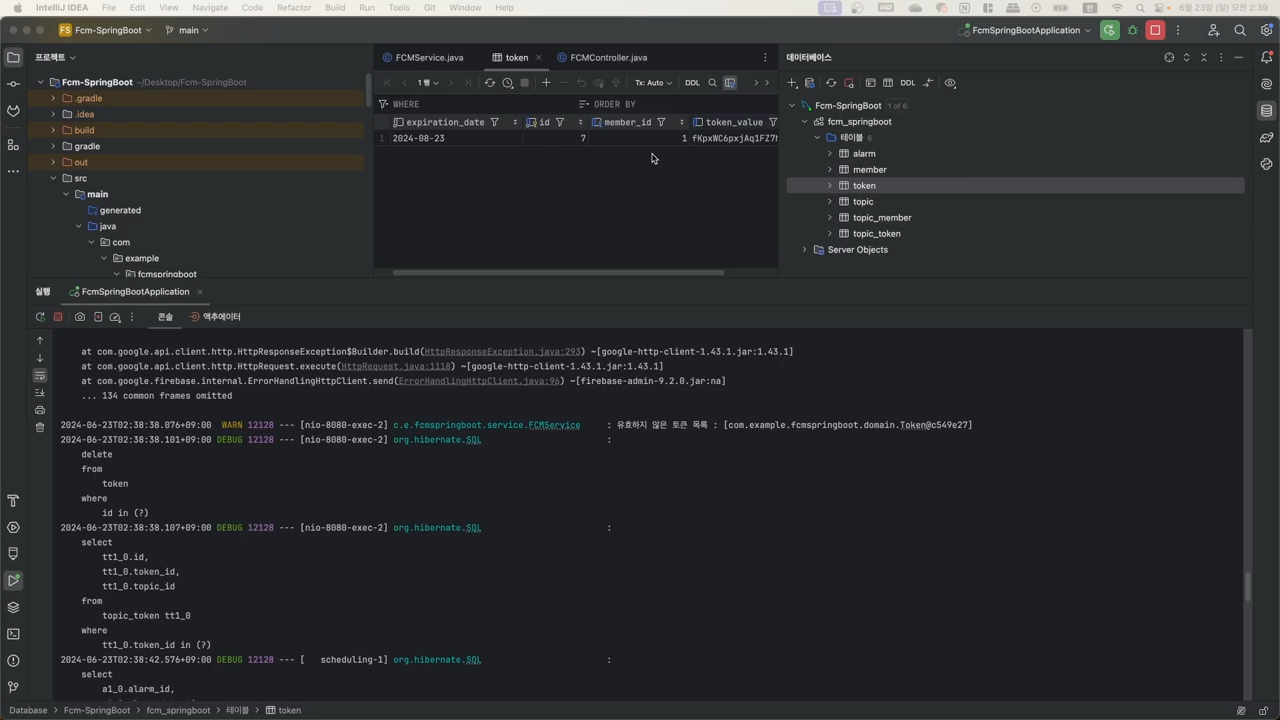 IntelliJ IDEA File Edit View Navigate Code Refactor Build Run Tools Git Window Help 6월 23일 (일) 오전 2:39
FS Fcm-SpringBoot main FcmSpringBootApplication
프로젝트 FCMService.java token FCMController.java 데이터베이스
Fcm-SpringBoot ~/Desktop/Fcm-SpringBoot 1 행 Tx: Auto DDL DDL
.gradle WHERE ORDER BY Fcm-SpringBoot 1 of 6
.idea expiration_date id member_id token_value fcm_springboot
build 1 2024-08-23 7 1 테이블 6
gradle alarm
out member
src token
main topic
generated topic_member
java topic_token
com Server Objects
example
fcmspringboot
실행 FcmSpringBootApplication
콘솔 액추에이터
at com.google.api.client.http.HttpResponseException$Builder.build(HttpResponseException.java:293) ~[google-http-client-1.43.1.jar:1.43.1]
at com.google.api.client.http.HttpRequest.execute(HttpRequest.java:1118) ~[google-http-client-1.43.1.jar:1.43.1]
at com.google.firebase.internal.ErrorHandlingHttpClient.send(ErrorHandlingHttpClient.java:96) ~[firebase-admin-9.2.0.jar:na]
... 134 common frames omitted
2024-06-23T02:38:38.076+09:00 WARN 12128 --- [nio-8080-exec-2] c.e.fcmspringboot.service.FCMService : 유효하지 않은 토큰 목록 : [com.example.fcmspringboot.domain.Token@c549e27]
2024-06-23T02:38:38.101+09:00 DEBUG 12128 --- [nio-8080-exec-2] org.hibernate.SQL :
delete
from
token
where
id in (?)
2024-06-23T02:38:38.107+09:00 DEBUG 12128 --- [nio-8080-exec-2] org.hibernate.SQL :
select
tt1_0.id,
tt1_0.token_id,
tt1_0.topic_id
from
topic_token tt1_0
where
tt1_0.token_id in (?)
2024-06-23T02:38:42.576+09:00 DEBUG 12128 --- [ scheduling-1] org.hibernate.SQL :
select
a1_0.alarm_id,
Database Fcm-SpringBoot fcm_springboot 테이블 token